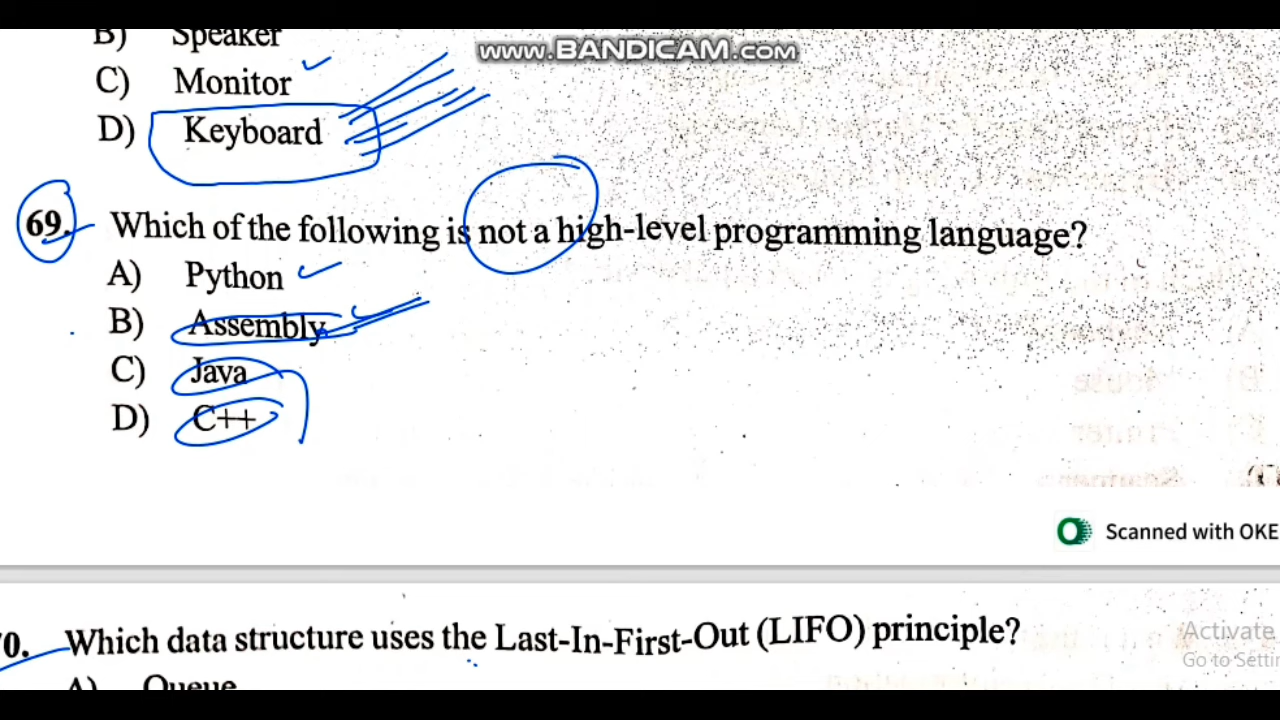 B) Speaker
www.BANDICAM.com
C) Monitor
D) Keyboard
69. Which of the following is not a high-level programming language?
A) Python
B) Assembly
C) Java
D) C++
Scanned with OKE
70. Which data structure uses the Last-In-First-Out (LIFO) principle?
Activate
Go to Setti
A) Queue